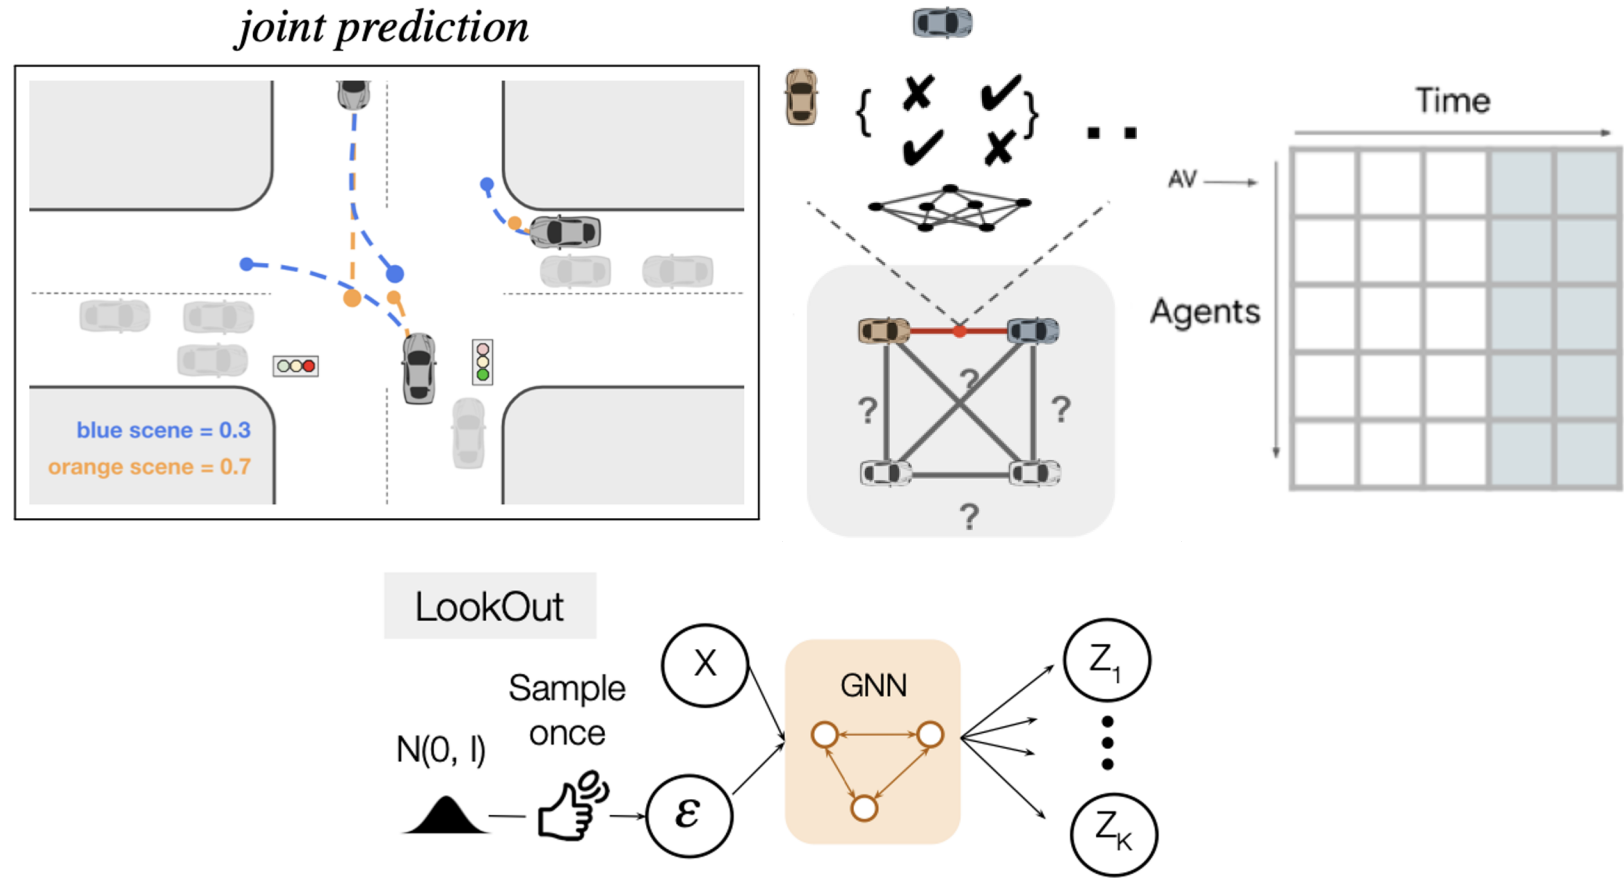 joint prediction
blue scene = 0.3
orange scene = 0.7
{ ✘ ✔ }
✔ ✘
?
? ?
?
Time
AV
Agents
LookOut
X
Sample
once
N(0, I)
ε
GNN
Z1
ZK